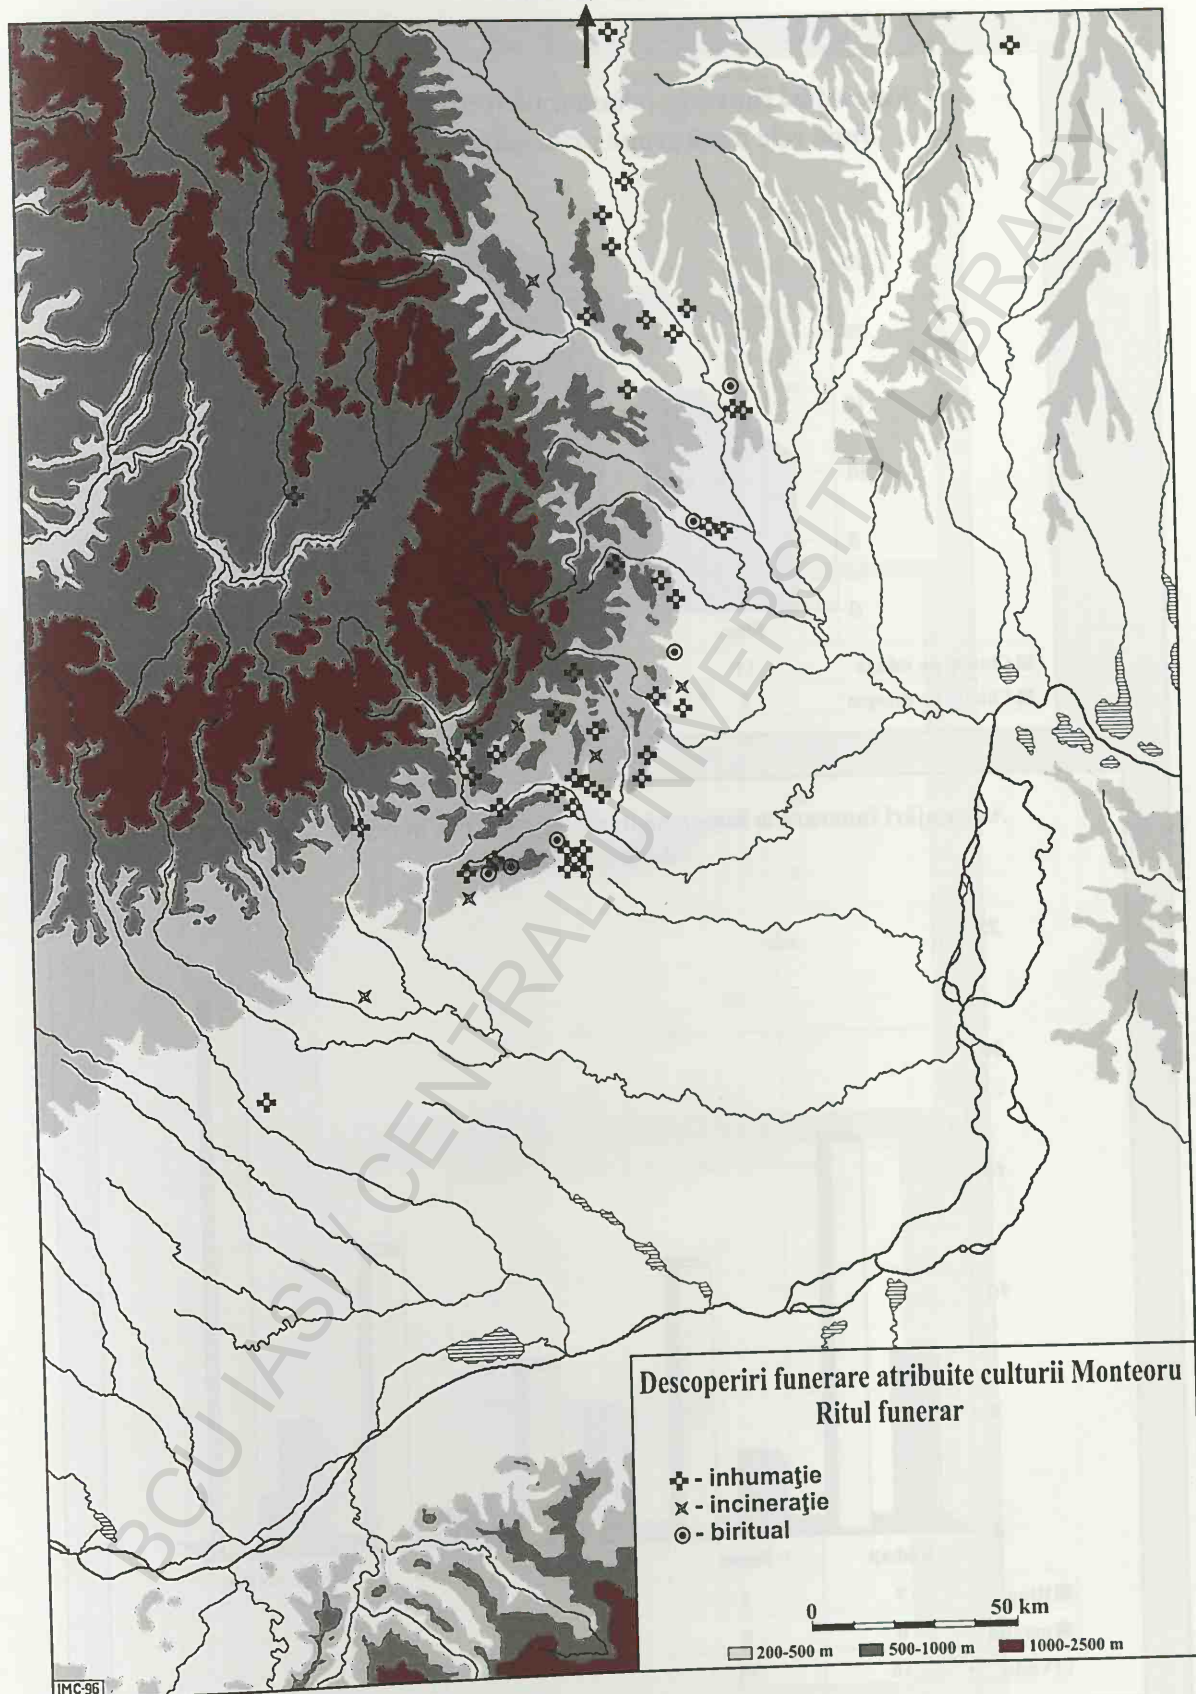 Descoperiri funerare atribuite culturii Monteoru
Ritul funerar
- inhumaţie
- incineraţie
- biritual
0 50 km
200-500 m 500-1000 m 1000-2500 m
IMC-96
BCU IASI / CENTRAL UNIVERSITY LIBRARY